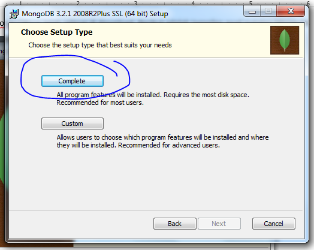 MongoDB 3.2.1 2008R2Plus SSL (64 bit) Setup
Choose Setup Type
Choose the setup type that best suits your needs
Complete
All program features will be installed. Requires the most disk space.
Recommended for most users.
Custom
Allows users to choose which program features will be installed and where
they will be installed. Recommended for advanced users.
Back
Next
Cancel